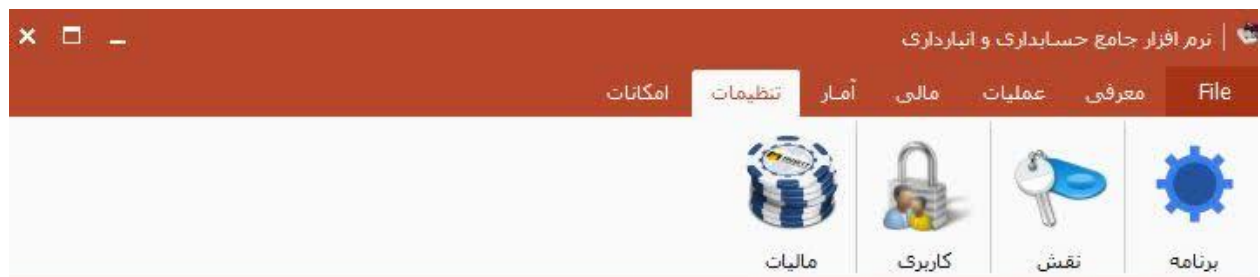 نرم افزار جامع حسابداری و انبارداری
File معرفی عملیات مالی آمار تنظیمات امکانات
برنامه نقش کاربری مالیات